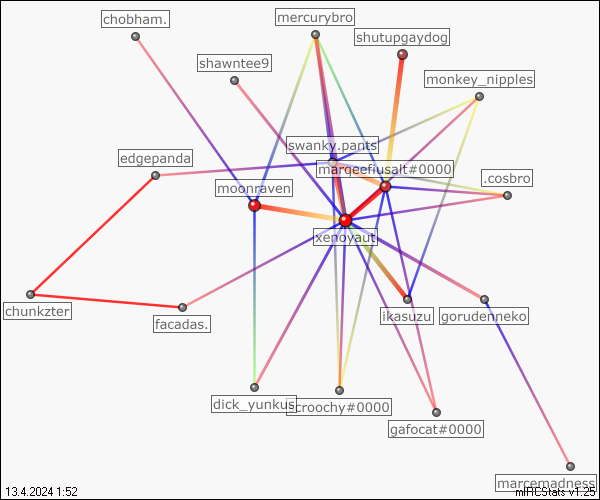 mercurybro
chobham.
shutupgaydog
shawntee9
monkey_nipples
swanky.pants
edgepanda
marqeefiusalt#0000
.cosbro
moonraven
xenoyaut
chunkzter
facadas.
ikasuzu
gorudenneko
dick_yunkus
croochy#0000
gafocat#0000
marcemadness
13.4.2024 1:52
mIRCStats v1.25